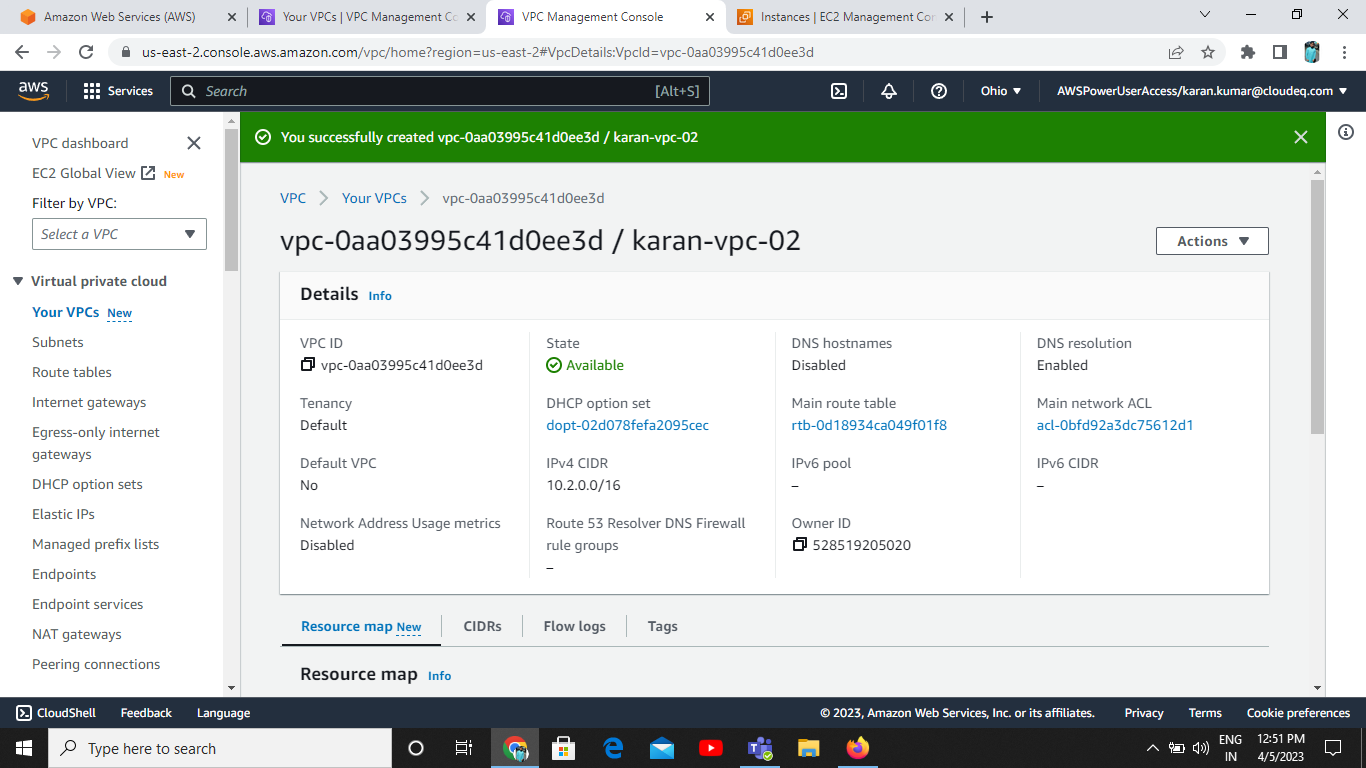 Amazon Web Services (AWS)
Your VPCs | VPC Management Co
VPC Management Console
Instances | EC2 Management Con
us-east-2.console.aws.amazon.com/vpc/home?region=us-east-2#VpcDetails:VpcId=vpc-0aa03995c41d0ee3d
aws
Services
Search
[Alt+S]
Ohio
AWSPowerUserAccess/karan.kumar@cloudeq.com
VPC dashboard
EC2 Global View New
Filter by VPC:
Select a VPC
Virtual private cloud
Your VPCs New
Subnets
Route tables
Internet gateways
Egress-only internet
gateways
DHCP option sets
Elastic IPs
Managed prefix lists
Endpoints
Endpoint services
NAT gateways
Peering connections
You successfully created vpc-0aa03995c41d0ee3d / karan-vpc-02
VPC
Your VPCs
vpc-0aa03995c41d0ee3d
vpc-0aa03995c41d0ee3d / karan-vpc-02
Actions
Details Info
VPC ID
vpc-0aa03995c41d0ee3d
State
Available
DNS hostnames
Disabled
DNS resolution
Enabled
Tenancy
Default
DHCP option set
dopt-02d078fefa2095cec
Main route table
rtb-0d18934ca049f01f8
Main network ACL
acl-0bfd92a3dc75612d1
Default VPC
No
IPv4 CIDR
10.2.0.0/16
IPv6 pool
–
IPv6 CIDR
–
Network Address Usage metrics
Disabled
Route 53 Resolver DNS Firewall
rule groups
–
Owner ID
528519205020
Resource map New
CIDRs
Flow logs
Tags
Resource map Info
CloudShell
Feedback
Language
© 2023, Amazon Web Services, Inc. or its affiliates.
Privacy
Terms
Cookie preferences
Type here to search
ENG
IN
12:51 PM
4/5/2023